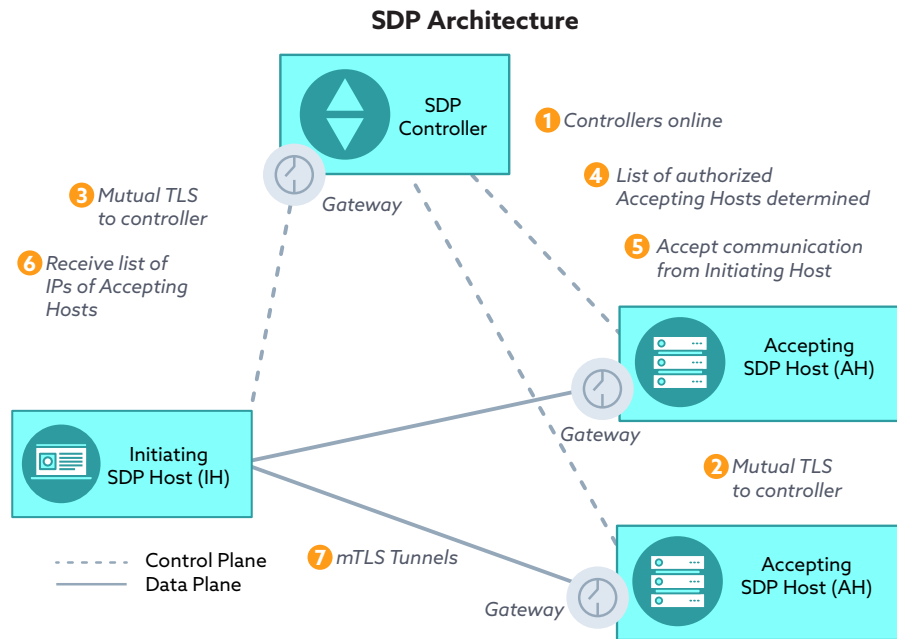 SDP Architecture
SDP
Controller
1 Controllers online
3 Mutual TLS
to controller
Gateway
4 List of authorized
Accepting Hosts determined
6 Receive list of
IPs of Accepting
Hosts
5 Accept communication
from Initiating Host
Accepting
SDP Host (AH)
Gateway
Initiating
SDP Host (IH)
2 Mutual TLS
to controller
Control Plane
Data Plane
7 mTLS Tunnels
Accepting
SDP Host (AH)
Gateway